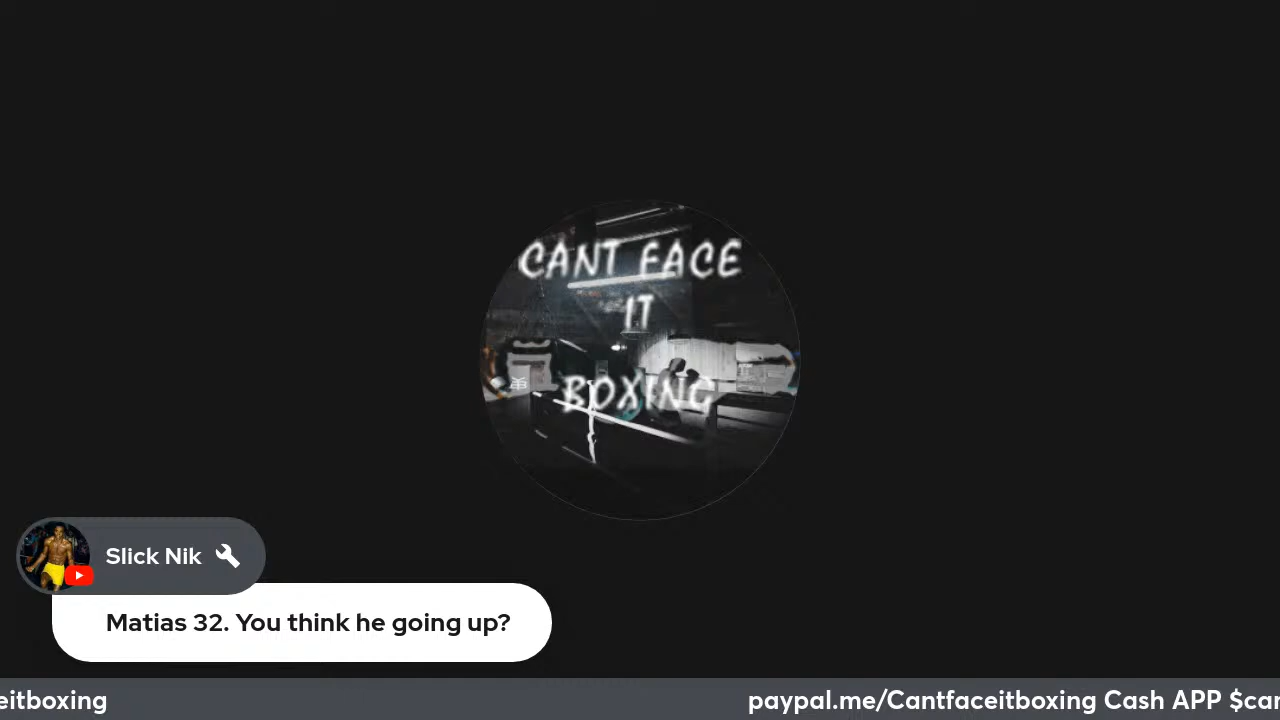 CANT FACE
IT
BOXING
Slick Nik
Matias 32. You think he going up?
eitboxing paypal.me/Cantfaceitboxing Cash APP $car